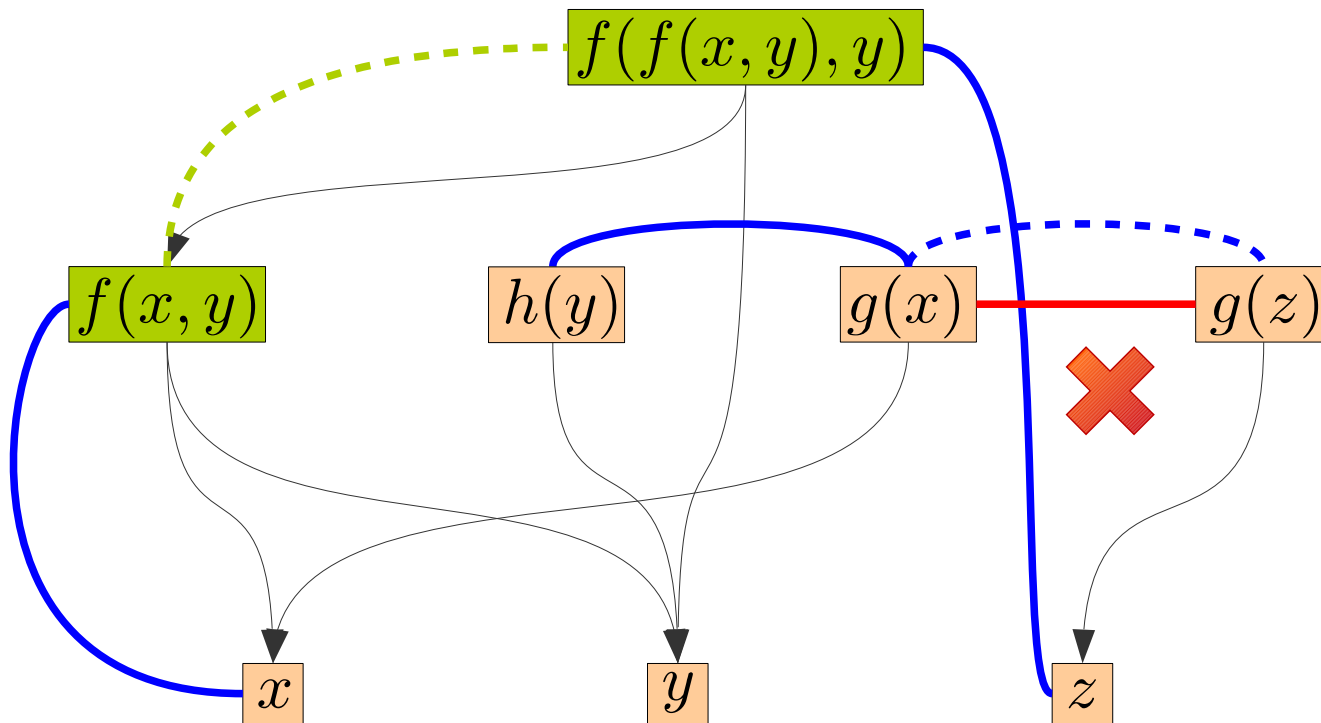 f(f(x, y), y)
f(x, y)
h(y)
g(x)
g(z)
x
y
z